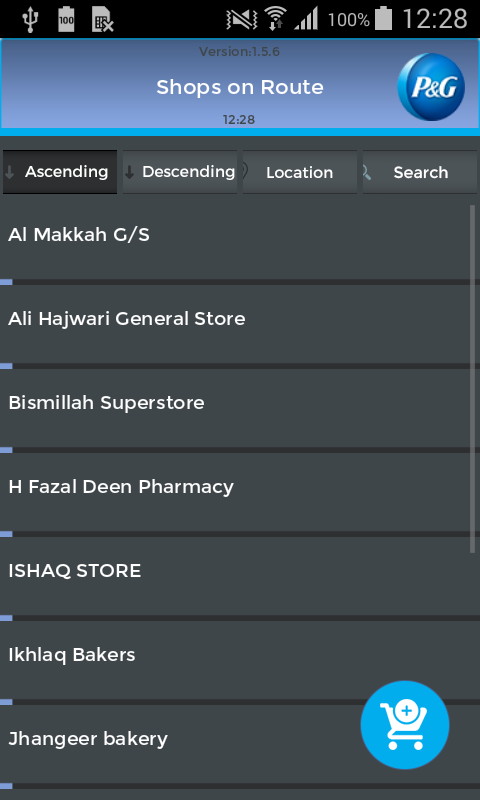 100
100% 12:28
Version:1.5.6
Shops on Route
P&G
12:28
Ascending Descending Location Search
Al Makkah G/S
Ali Hajwari General Store
Bismillah Superstore
H Fazal Deen Pharmacy
ISHAQ STORE
Ikhlaq Bakers
Jhangeer bakery